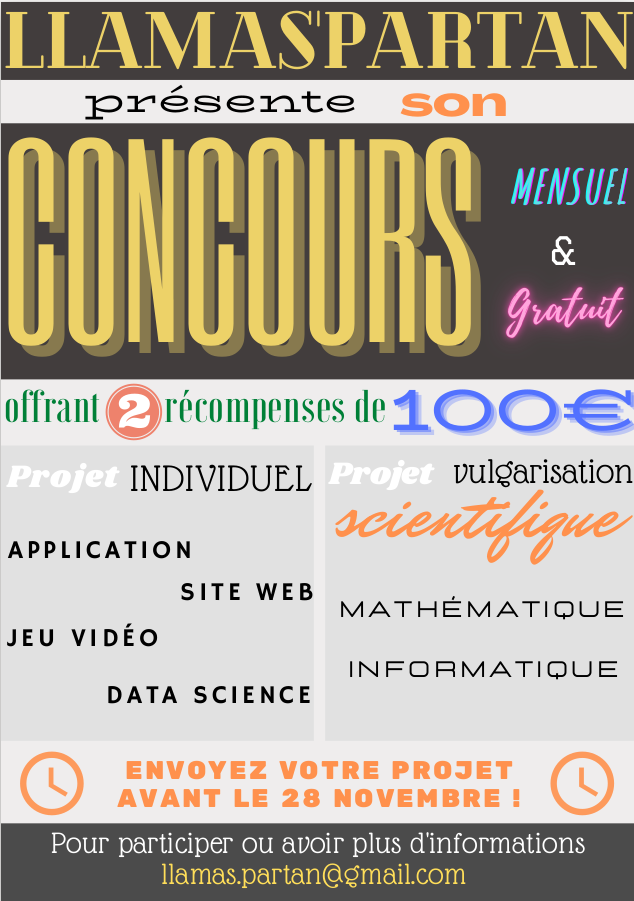 LLAMAS'PARTAN
présente son
CONCOURS
MENSUEL
&
Gratuit
offrant 2 récompenses de 100€
Projet INDIVIDUEL
APPLICATION
SITE WEB
JEU VIDÉO
DATA SCIENCE
Projet vulgarisation
scientifique
MATHÉMATIQUE
INFORMATIQUE
ENVOYEZ VOTRE PROJET
AVANT LE 28 NOVEMBRE !
Pour participer ou avoir plus d'informations
llamas.partan@gmail.com